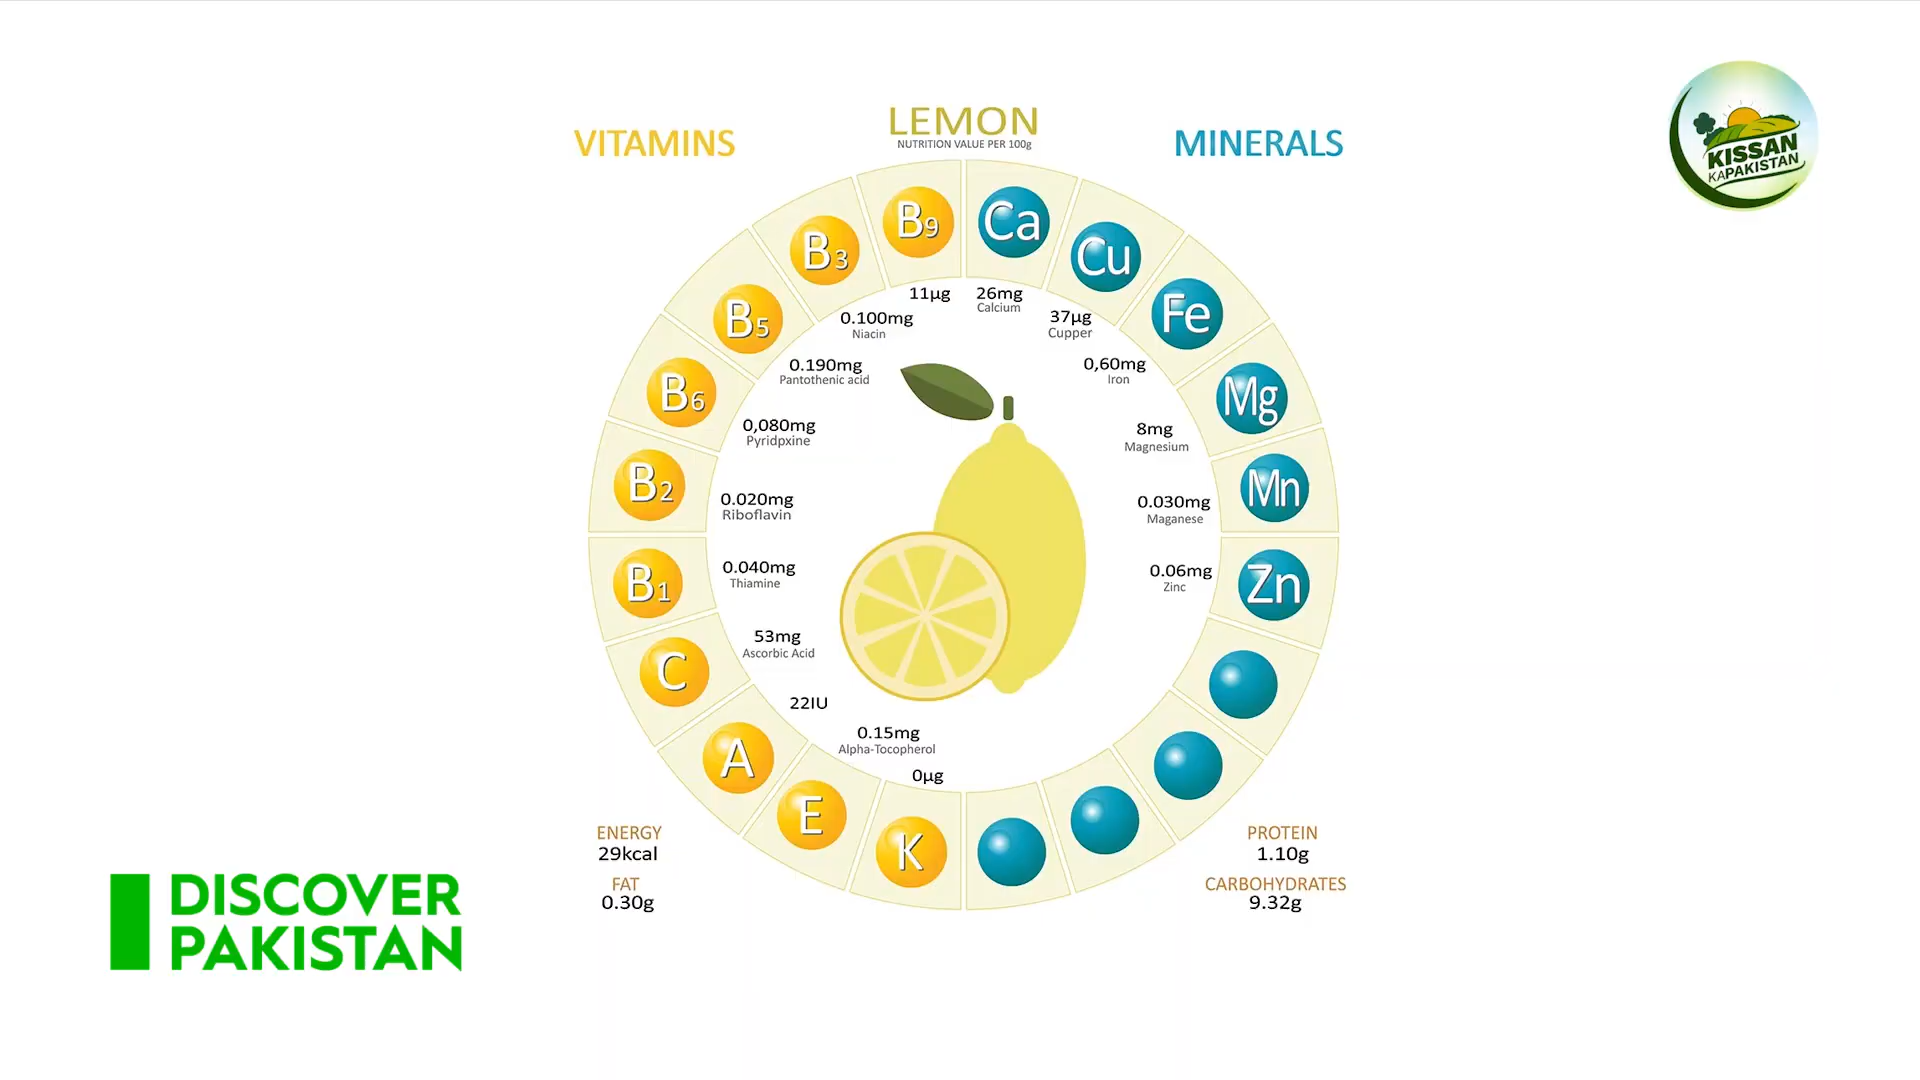 LEMON
NUTRITION VALUE PER 100g
VITAMINS
MINERALS
KISSAN
KAPAKISTAN
B9
11µg
B3
0.100mg
Niacin
B5
0.190mg
Pantothenic acid
B6
0,080mg
Pyridpxine
B2
0.020mg
Riboflavin
B1
0.040mg
Thiamine
C
53mg
Ascorbic Acid
A
22IU
E
0.15mg
Alpha-Tocopherol
K
0µg
Ca
26mg
Calcium
Cu
37µg
Cupper
Fe
0,60mg
Iron
Mg
8mg
Magnesium
Mn
0.030mg
Maganese
Zn
0.06mg
Zinc
ENERGY
29kcal
FAT
0.30g
PROTEIN
1.10g
CARBOHYDRATES
9.32g
DISCOVER
PAKISTAN